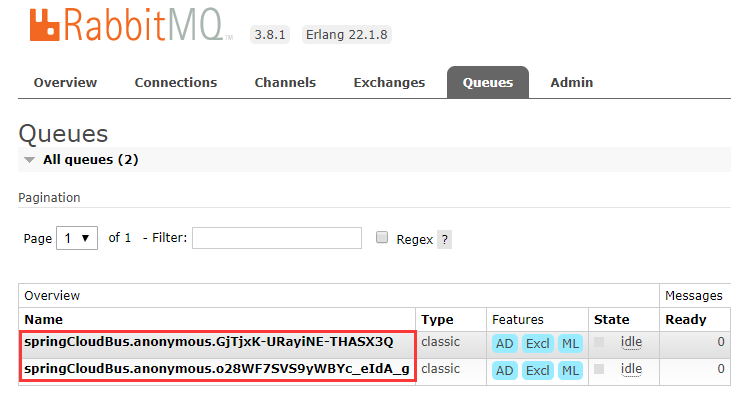 RabbitMQ TM 3.8.1 Erlang 22.1.8
Overview Connections Channels Exchanges Queues Admin
Queues
All queues (2)
Pagination
Page 1 of 1 - Filter: Regex ?
Overview Messages
Name Type Features State Ready
springCloudBus.anonymous.GjTjxK-URayiNE-THASX3Q classic AD Excl ML idle 0
springCloudBus.anonymous.o28WF7SVS9yWBYc_eIdA_g classic AD Excl ML idle 0